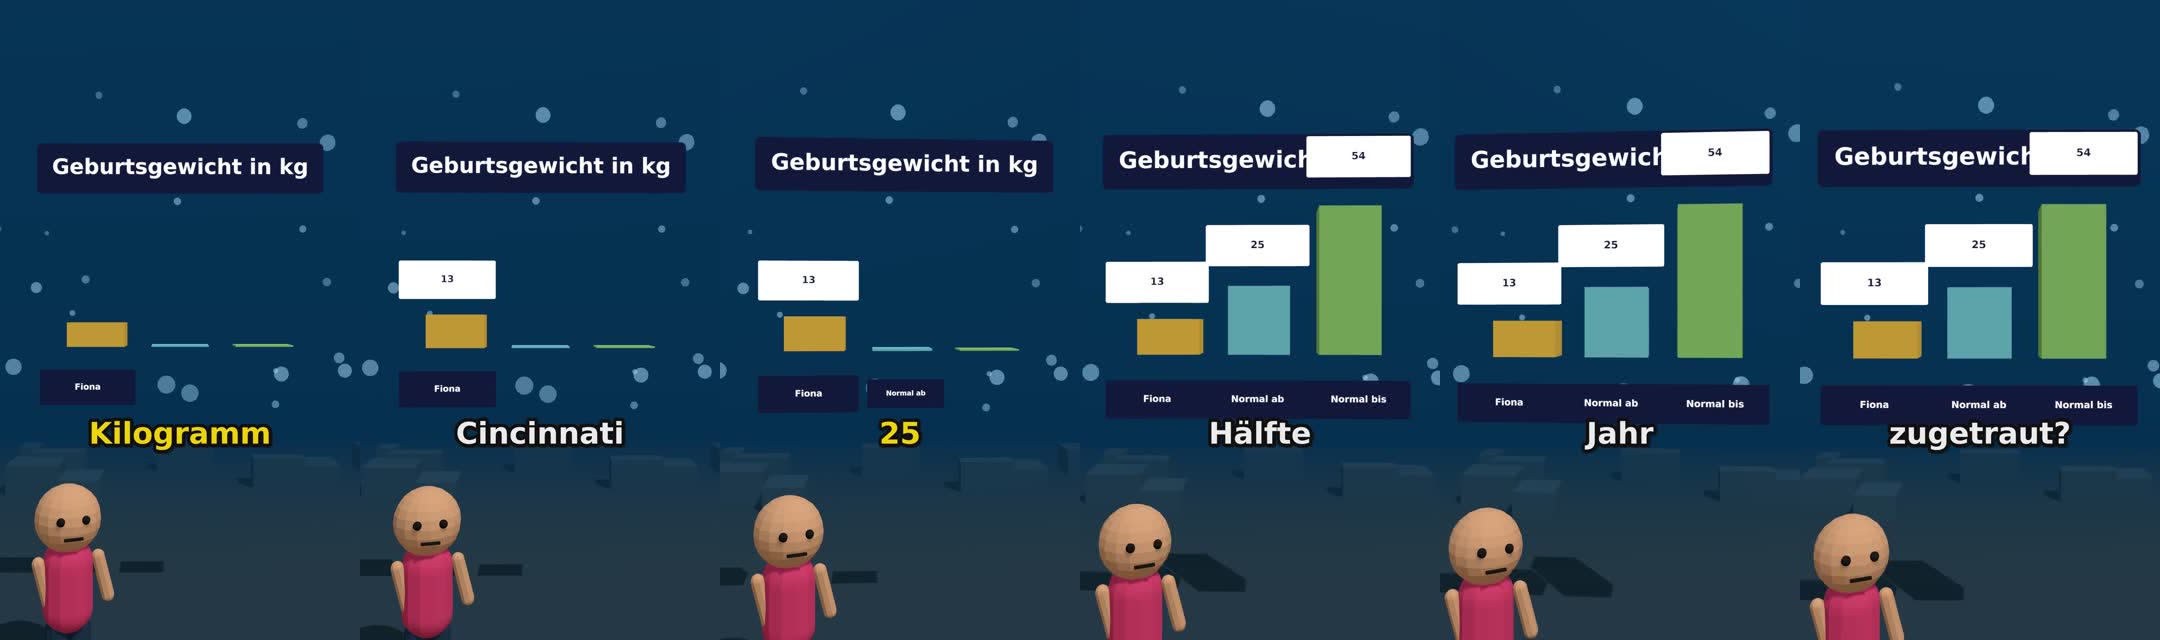 Geburtsgewicht in kg
Fiona
Kilogramm
Geburtsgewicht in kg
13
Fiona
Cincinnati
Geburtsgewicht in kg
13
Fiona
Normal ab
25
Geburtsgewich
54
25
13
Fiona
Normal ab
Normal bis
Hälfte
Geburtsgewich
54
25
13
Fiona
Normal ab
Normal bis
Jahr
Geburtsgewich
54
25
13
Fiona
Normal ab
Normal bis
zugetraut?